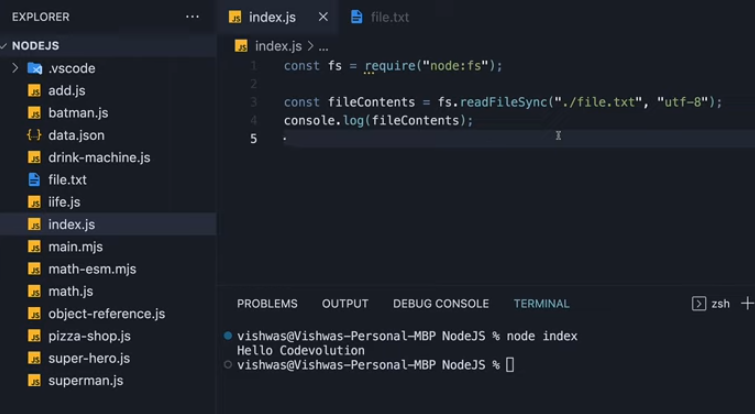 EXPLORER ...
NODEJS
.vscode
add.js
batman.js
data.json
drink-machine.js
file.txt
iife.js
index.js
main.mjs
math-esm.mjs
math.js
object-reference.js
pizza-shop.js
super-hero.js
superman.js
index.js file.txt
index.js > ...
1 const fs = require("node:fs");
2
3 const fileContents = fs.readFileSync("./file.txt", "utf-8");
4 console.log(fileContents);
5
PROBLEMS OUTPUT DEBUG CONSOLE TERMINAL zsh
vishwas@Vishwas-Personal-MBP NodeJS % node index
Hello Codevolution
vishwas@Vishwas-Personal-MBP NodeJS %